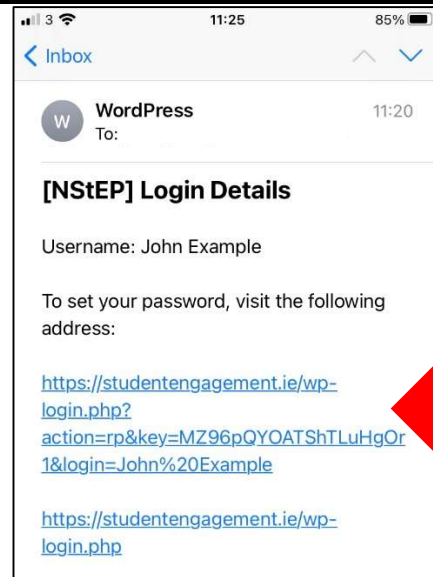 3 11:25 85%
Inbox
W WordPress 11:20
To:
[NStEP] Login Details
Username: John Example
To set your password, visit the following
address:
https://studentengagement.ie/wp-
login.php?
action=rp&key=MZ96pQYOATShTLuHgOr
1&login=John%20Example
https://studentengagement.ie/wp-
login.php